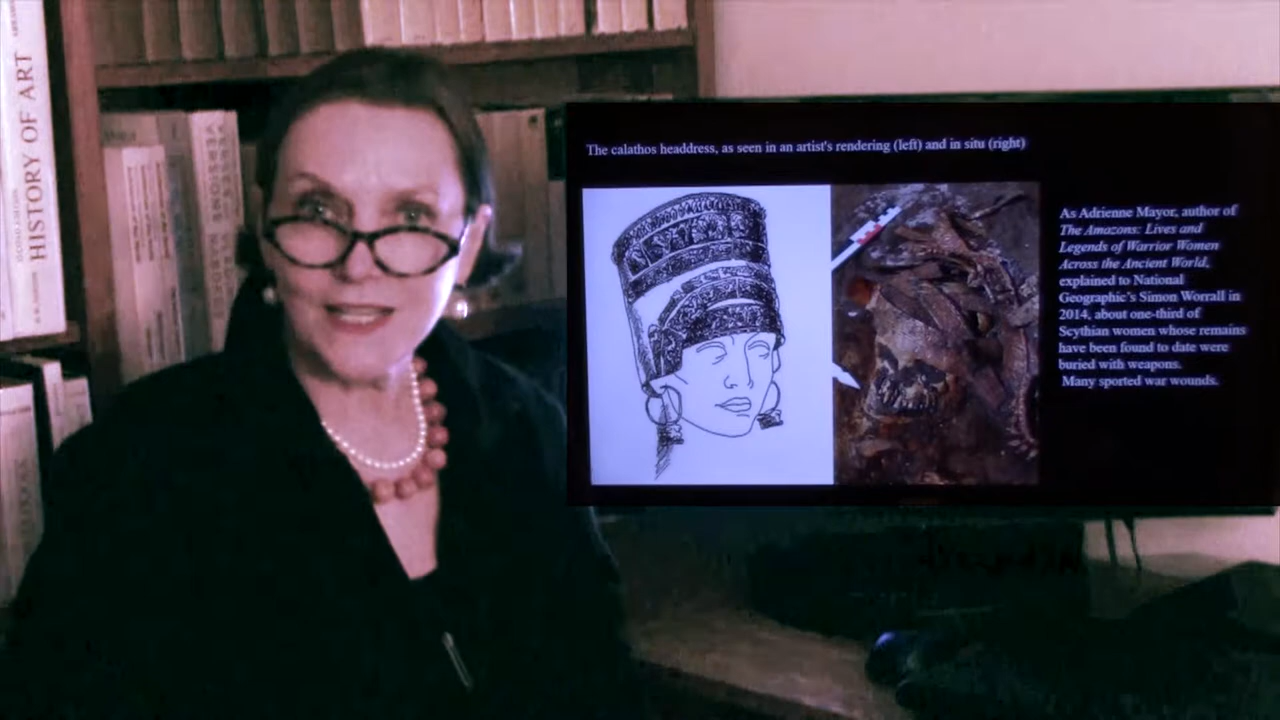 HISTORY OF ART
The calathos headdress, as seen in an artist's rendering (left) and in situ (right)
As Adrienne Mayor, author of
The Amazons: Lives and
Legends of Warrior Women
Across the Ancient World,
explained to National
Geographic's Simon Worrall in
2014, about one-third of
Scythian women whose remains
have been found to date were
buried with weapons.
Many sported war wounds.